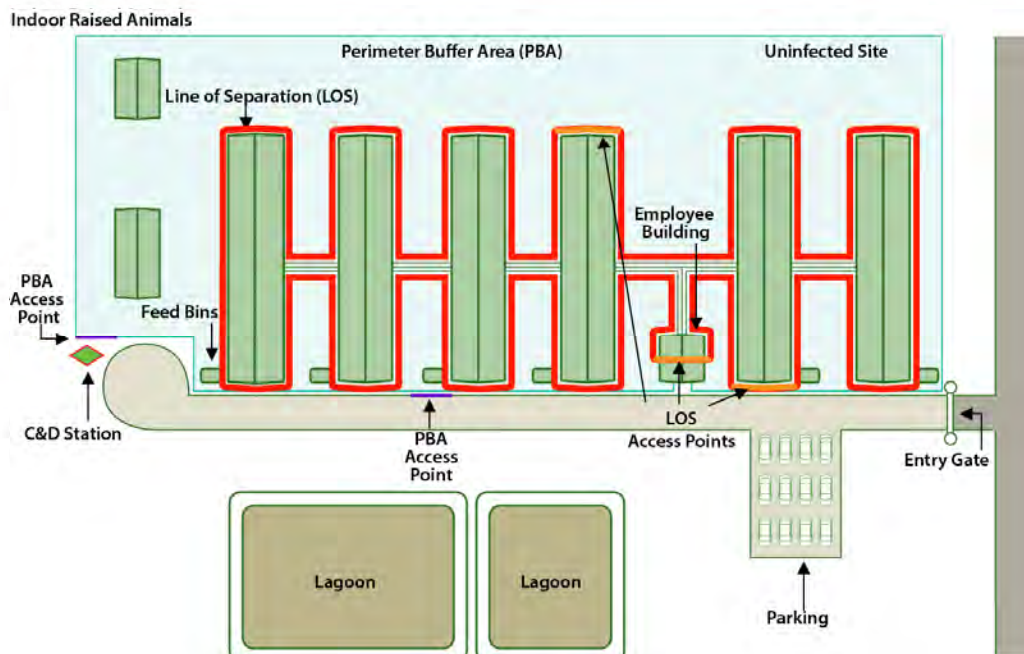 Indoor Raised Animals
Perimeter Buffer Area (PBA)
Uninfected Site
Line of Separation (LOS)
Employee
Building
PBA
Access
Point
Feed Bins
C&D Station
PBA
Access
Point
LOS
Access Points
Entry Gate
Lagoon
Lagoon
Parking